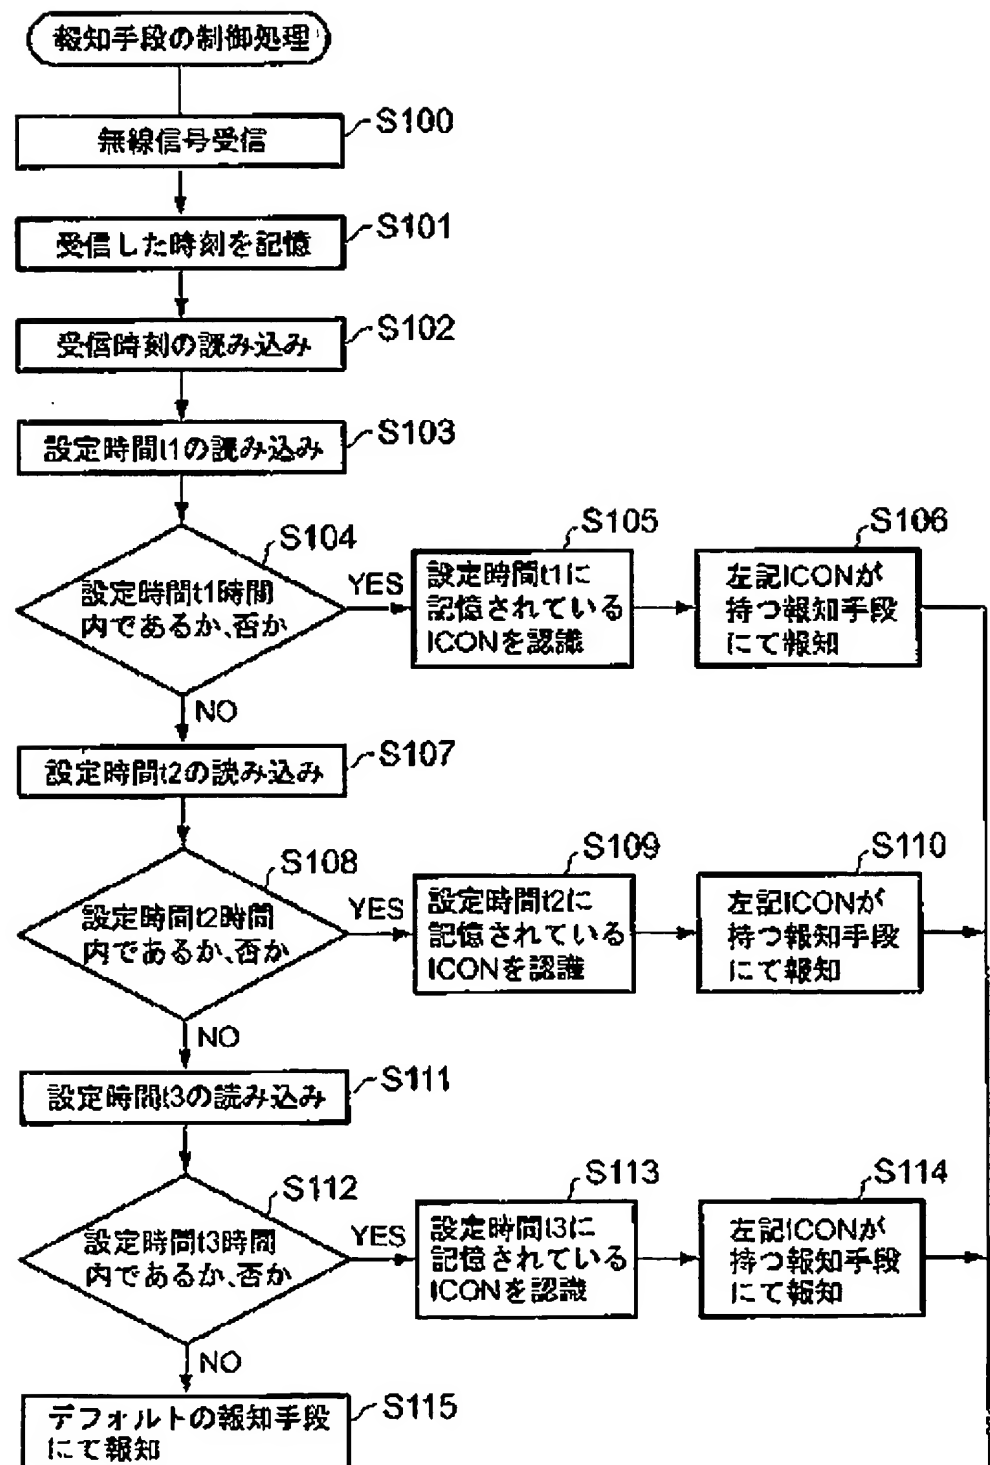 報知手段の制御処理
S100
無線信号受信
S101
受信した時刻を記憶
S102
受信時刻の読み込み
S103
設定時間t1の読み込み
S104
設定時間t1時間
内であるか、否か
YES
S105
設定時間t1に
記憶されている
ICONを認識
S106
左記ICONが
持つ報知手段
にて報知
NO
S107
設定時間t2の読み込み
S108
設定時間t2時間
内であるか、否か
YES
S109
設定時間t2に
記憶されている
ICONを認識
S110
左記ICONが
持つ報知手段
にて報知
NO
S111
設定時間t3の読み込み
S112
設定時間t3時間
内であるか、否か
YES
S113
設定時間t3に
記憶されている
ICONを認識
S114
左記ICONが
持つ報知手段
にて報知
NO
S115
デフォルトの報知手段
にて報知